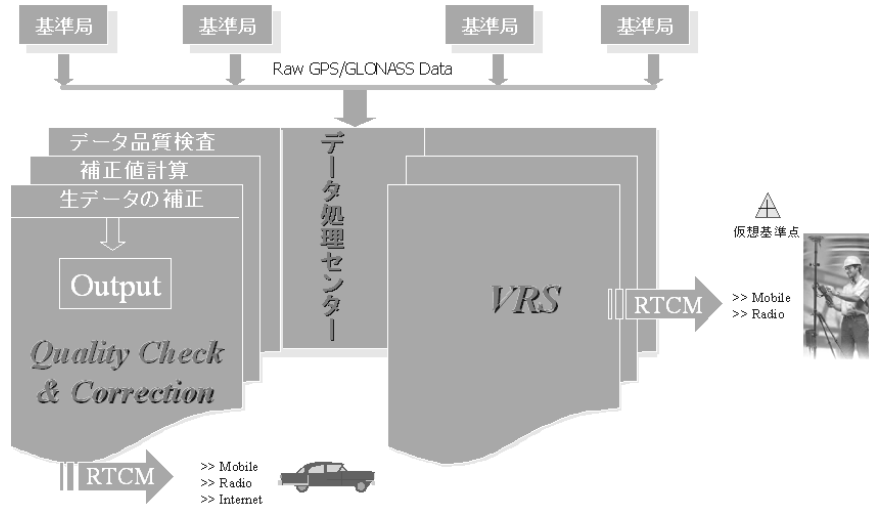 基準局
基準局
基準局
基準局
Raw GPS/GLONASS Data
データ品質検査
補正値計算
生データの補正
Output
Quality Check
& Correction
データ処理センター
VRS
RTCM
仮想基準点
>> Mobile
>> Radio
RTCM
>> Mobile
>> Radio
>> Internet